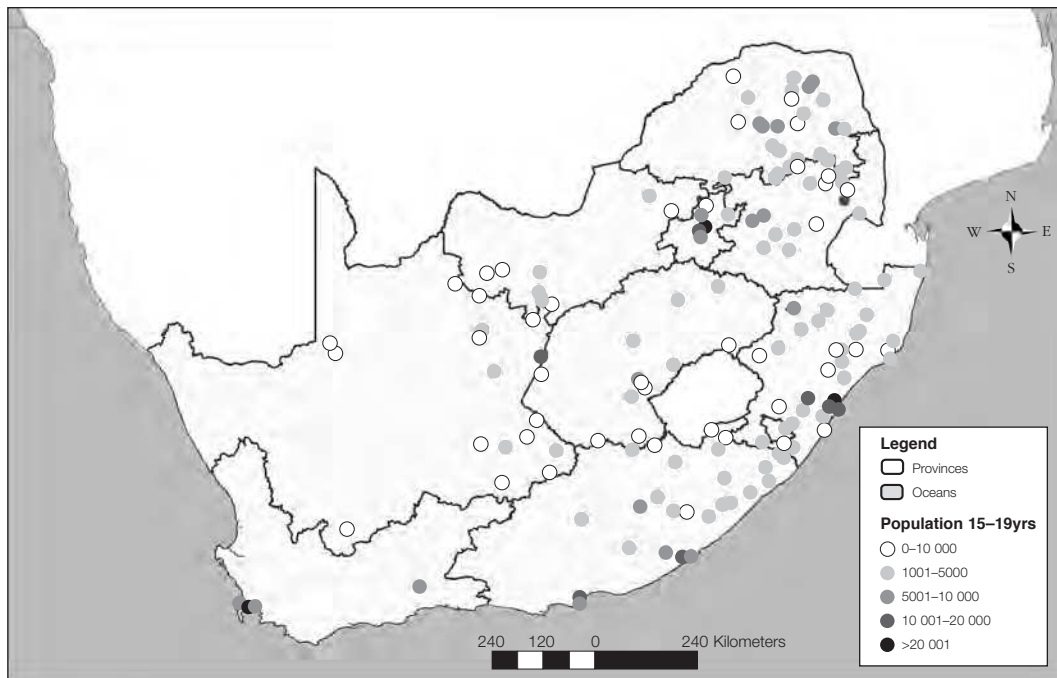 N
W E
S
240 120 0 240 Kilometers
Legend
Provinces
Oceans
Population 15–19yrs
0–10 000
1001–5000
5001–10 000
10 001–20 000
>20 001